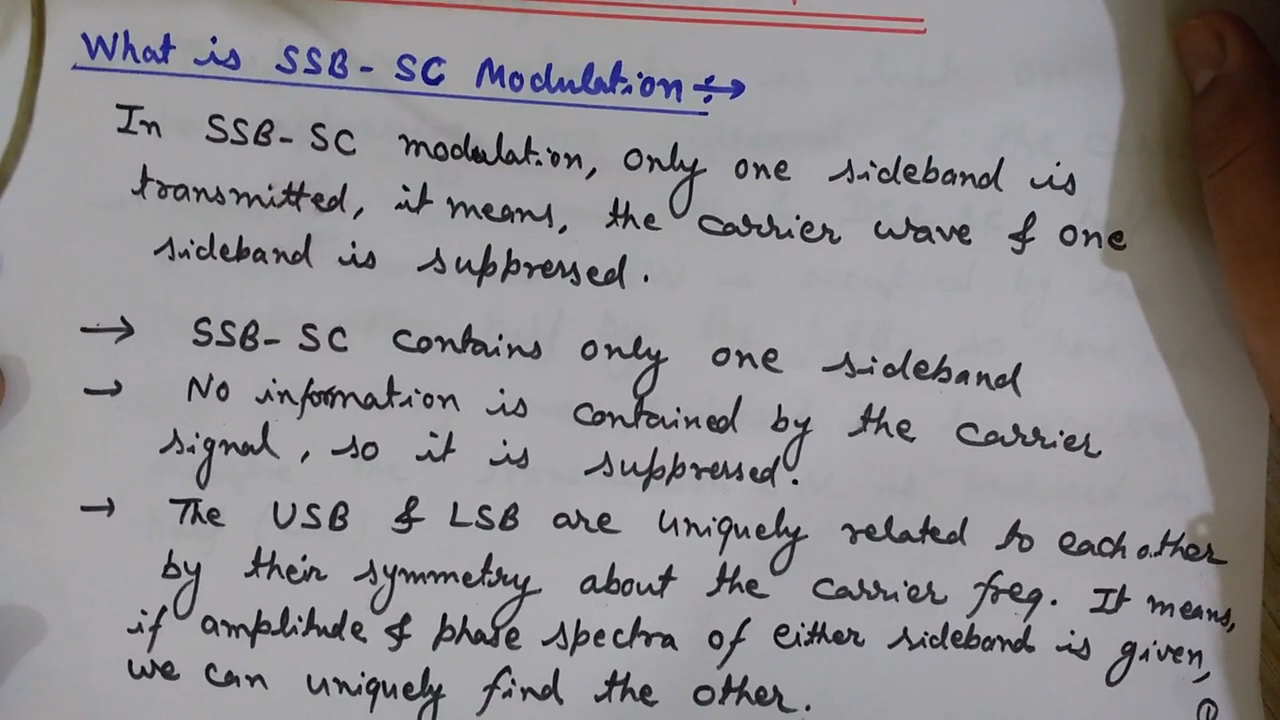 What is SSB-SC Modulation ÷→
In SSB-SC modulation, only one sideband is
transmitted, it means, the carrier wave & one
sideband is suppressed.
→ SSB-SC contains only one sideband
→ No information is contained by the carrier
signal, so it is suppressed.
→ The USB & LSB are uniquely related to each other
by their symmetry about the carrier freq. It means,
if amplitude & phase spectra of either sideband is given,
we can uniquely find the other.